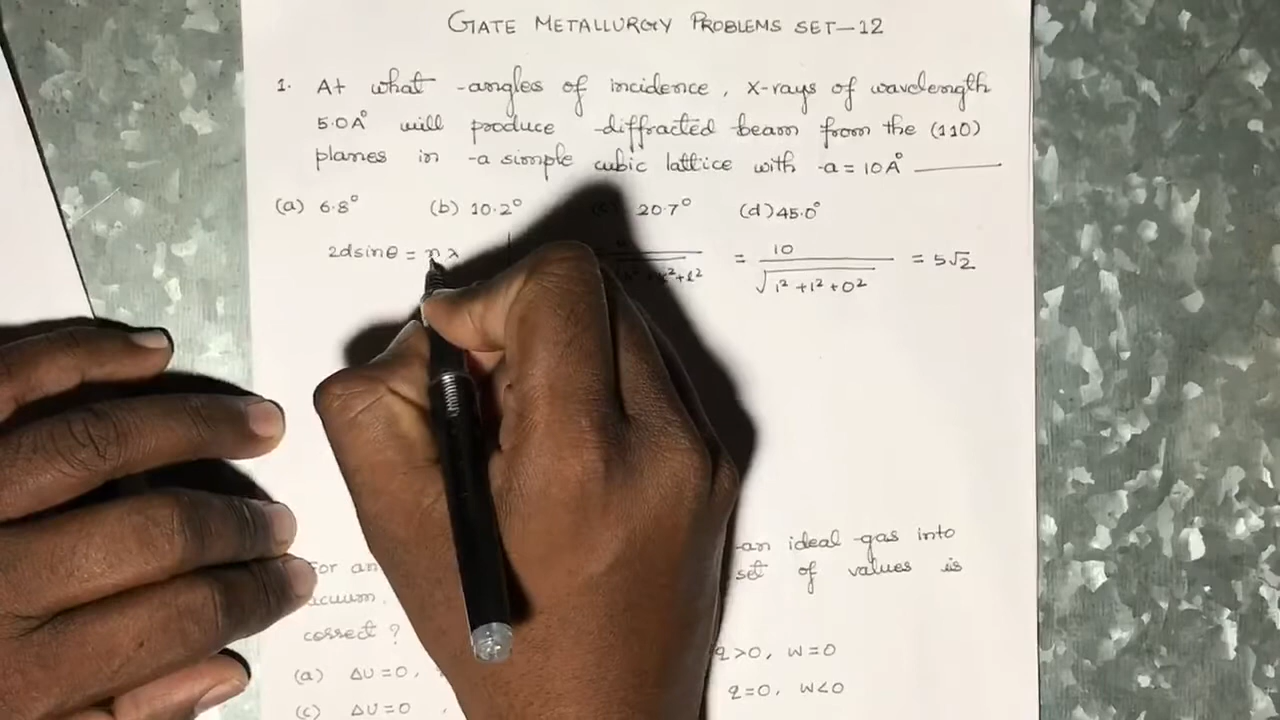 GATE METALLURGY PROBLEMS SET-12
1. At what angles of incidence, X-rays of wavelength
5.0A° will produce diffracted beam from the (110)
planes in a simple cubic lattice with a = 10A° ______
(a) 6.8° (b) 10.2° 20.7° (d) 45.0°
2dsinθ = nλ = 10 / √1²+1²+0² = 5√2
an ideal gas into
For an set of values is
correct?
q>0, w=0
(a) ΔU=0,
q=0, w<0
(c) ΔU=0